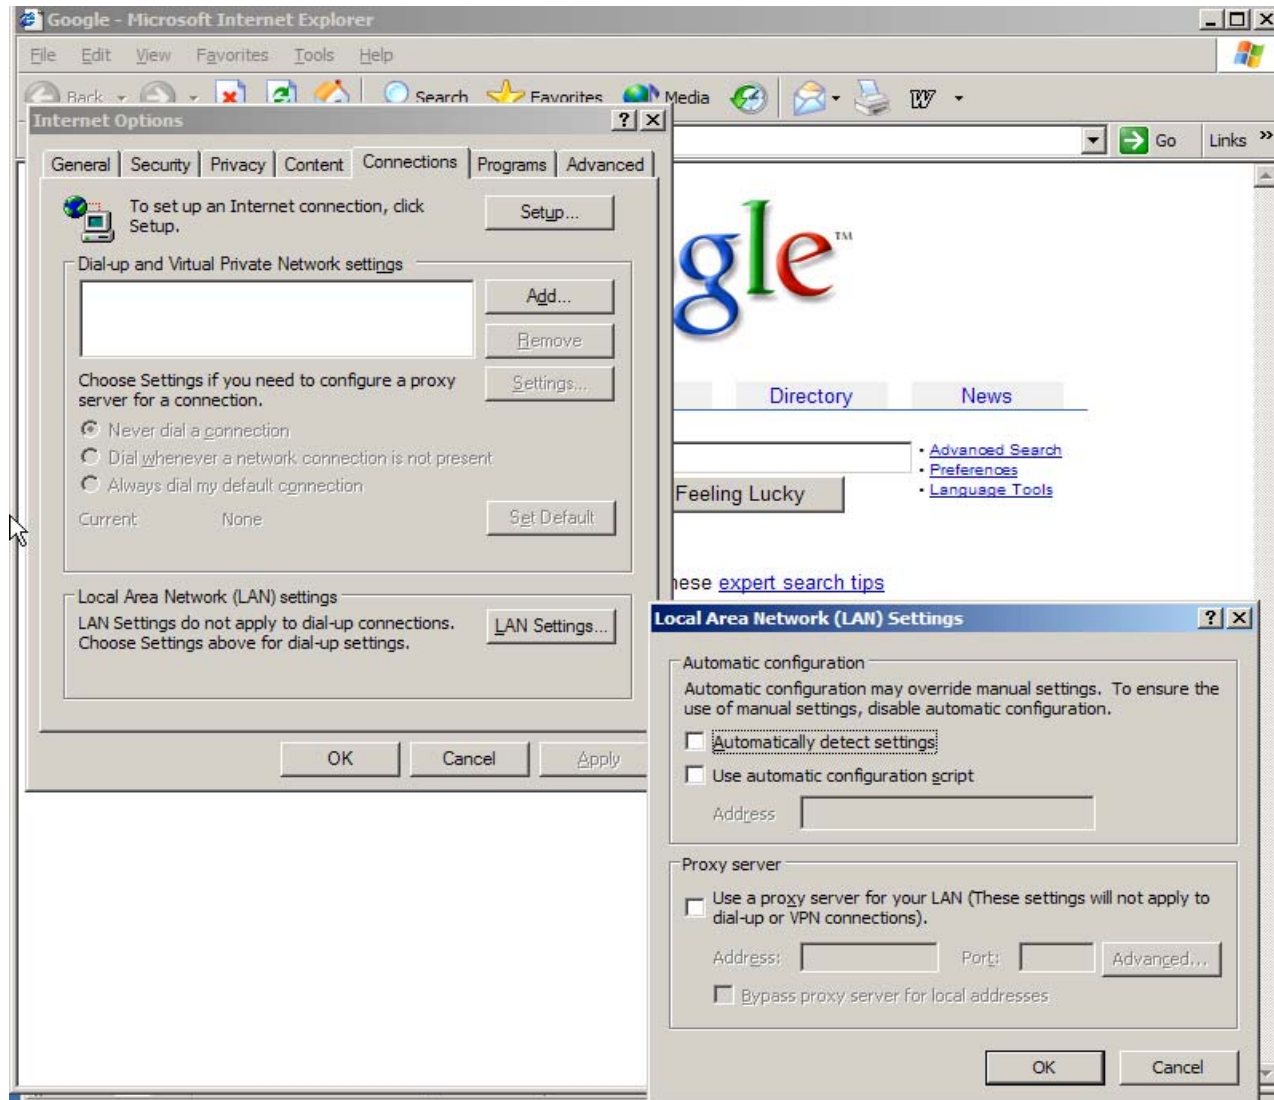 Google - Microsoft Internet Explorer
File Edit View Favorites Tools Help
Back Search Favorites Media
Go Links »
Internet Options
General Security Privacy Content Connections Programs Advanced
To set up an Internet connection, click
Setup.
Setup...
Dial-up and Virtual Private Network settings
Add...
Remove
Choose Settings if you need to configure a proxy
server for a connection.
Settings...
Never dial a connection
Dial whenever a network connection is not present
Always dial my default connection
Current None
Set Default
Local Area Network (LAN) settings
LAN Settings do not apply to dial-up connections.
Choose Settings above for dial-up settings.
LAN Settings...
OK Cancel Apply
gle™
Directory News
• Advanced Search
• Preferences
• Language Tools
Feeling Lucky
hese expert search tips
Local Area Network (LAN) Settings
Automatic configuration
Automatic configuration may override manual settings. To ensure the
use of manual settings, disable automatic configuration.
Automatically detect settings
Use automatic configuration script
Address
Proxy server
Use a proxy server for your LAN (These settings will not apply to
dial-up or VPN connections).
Address: Port: Advanced...
Bypass proxy server for local addresses
OK Cancel